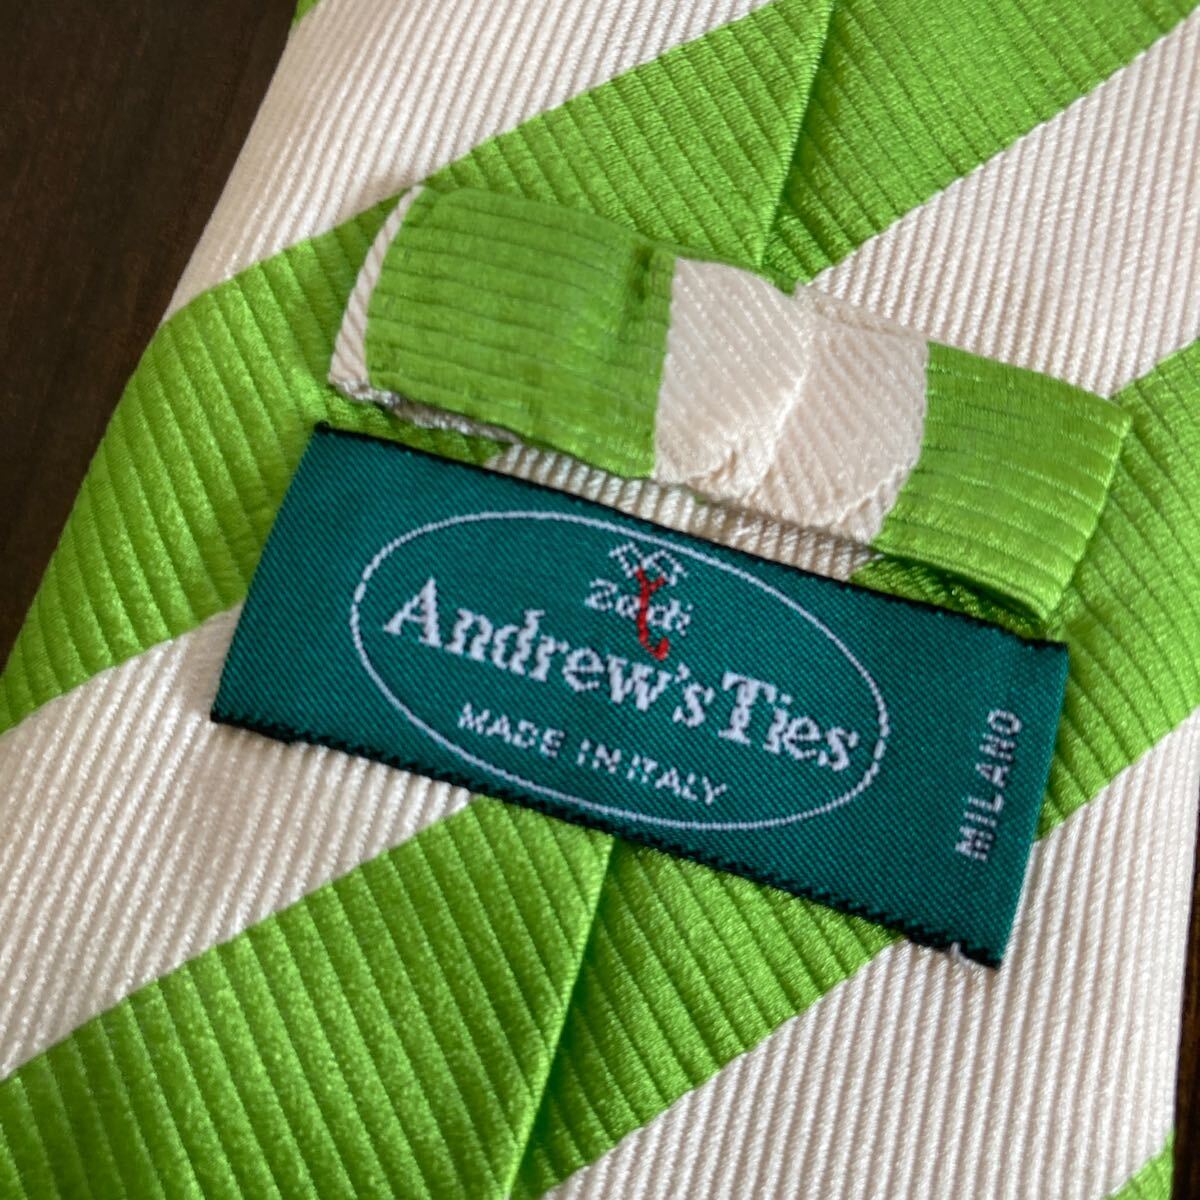 Andrew's Ties
MADE IN ITALY
MILANO